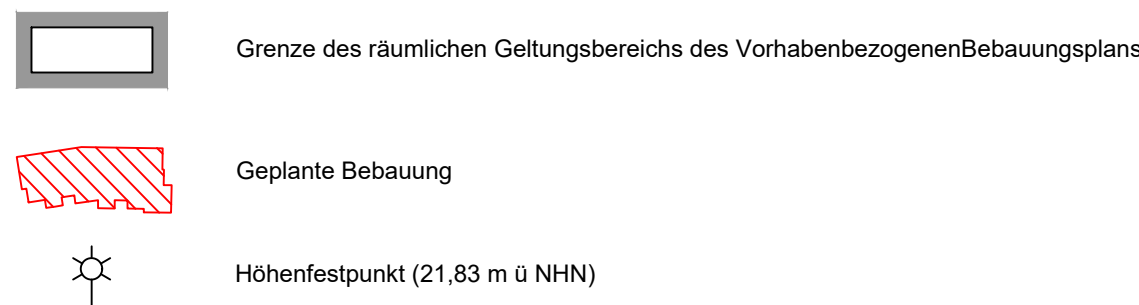 Grenze des räumlichen Geltungsbereichs des VorhabenbezogenenBebauungsplans
Geplante Bebauung
Höhenfestpunkt (21,83 m ü NHN)